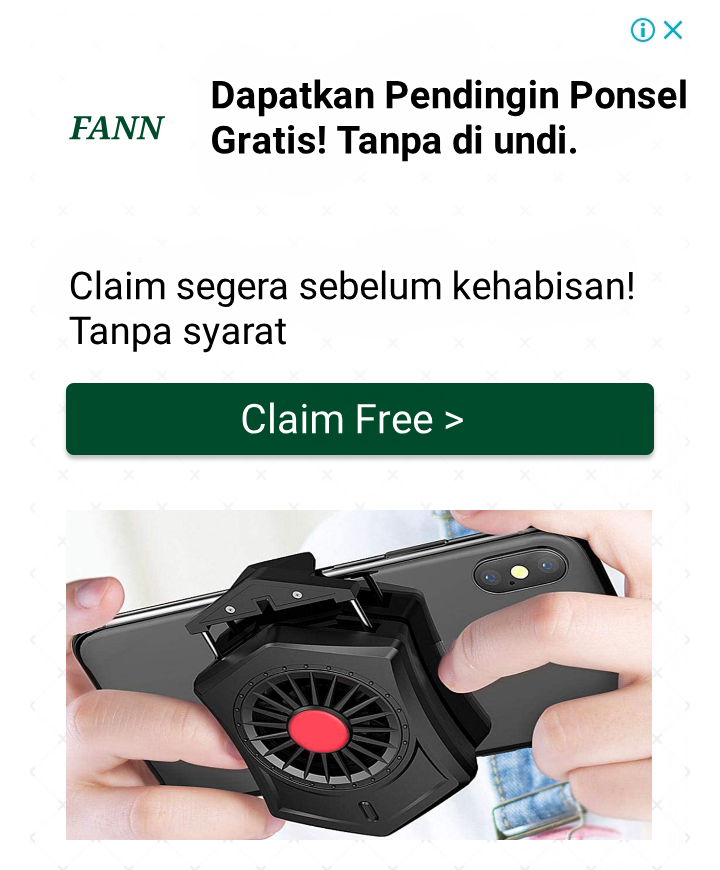 FANN
Dapatkan Pendingin Ponsel
Gratis! Tanpa di undi.
Claim segera sebelum kehabisan!
Tanpa syarat
Claim Free >